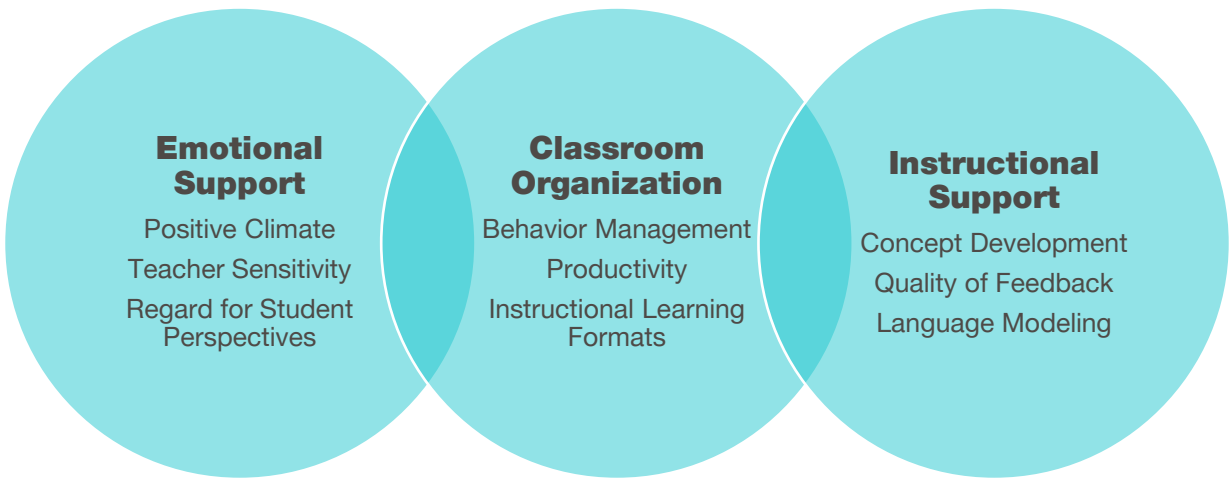 Emotional
Support
Positive Climate
Teacher Sensitivity
Regard for Student
Perspectives
Classroom
Organization
Behavior Management
Productivity
Instructional Learning
Formats
Instructional
Support
Concept Development
Quality of Feedback
Language Modeling